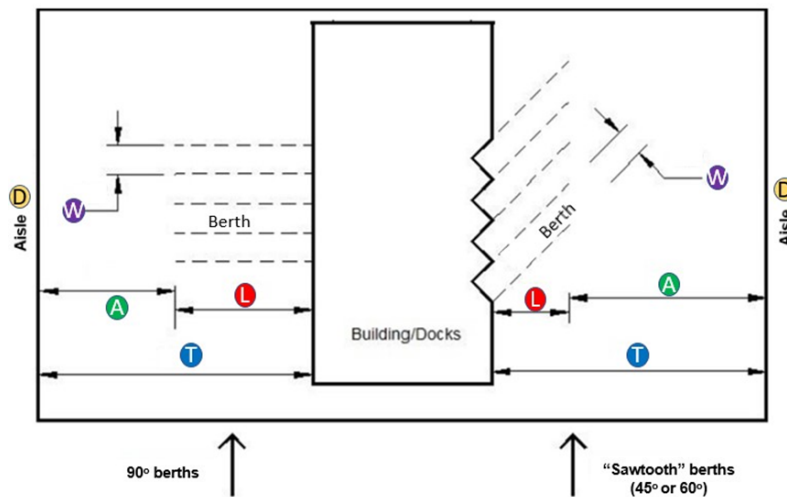 D
Aisle
W
Berth
A
L
T
Building/Docks
Berth
W
D
Aisle
L
A
T
90° berths
“Sawtooth” berths
(45° or 60°)